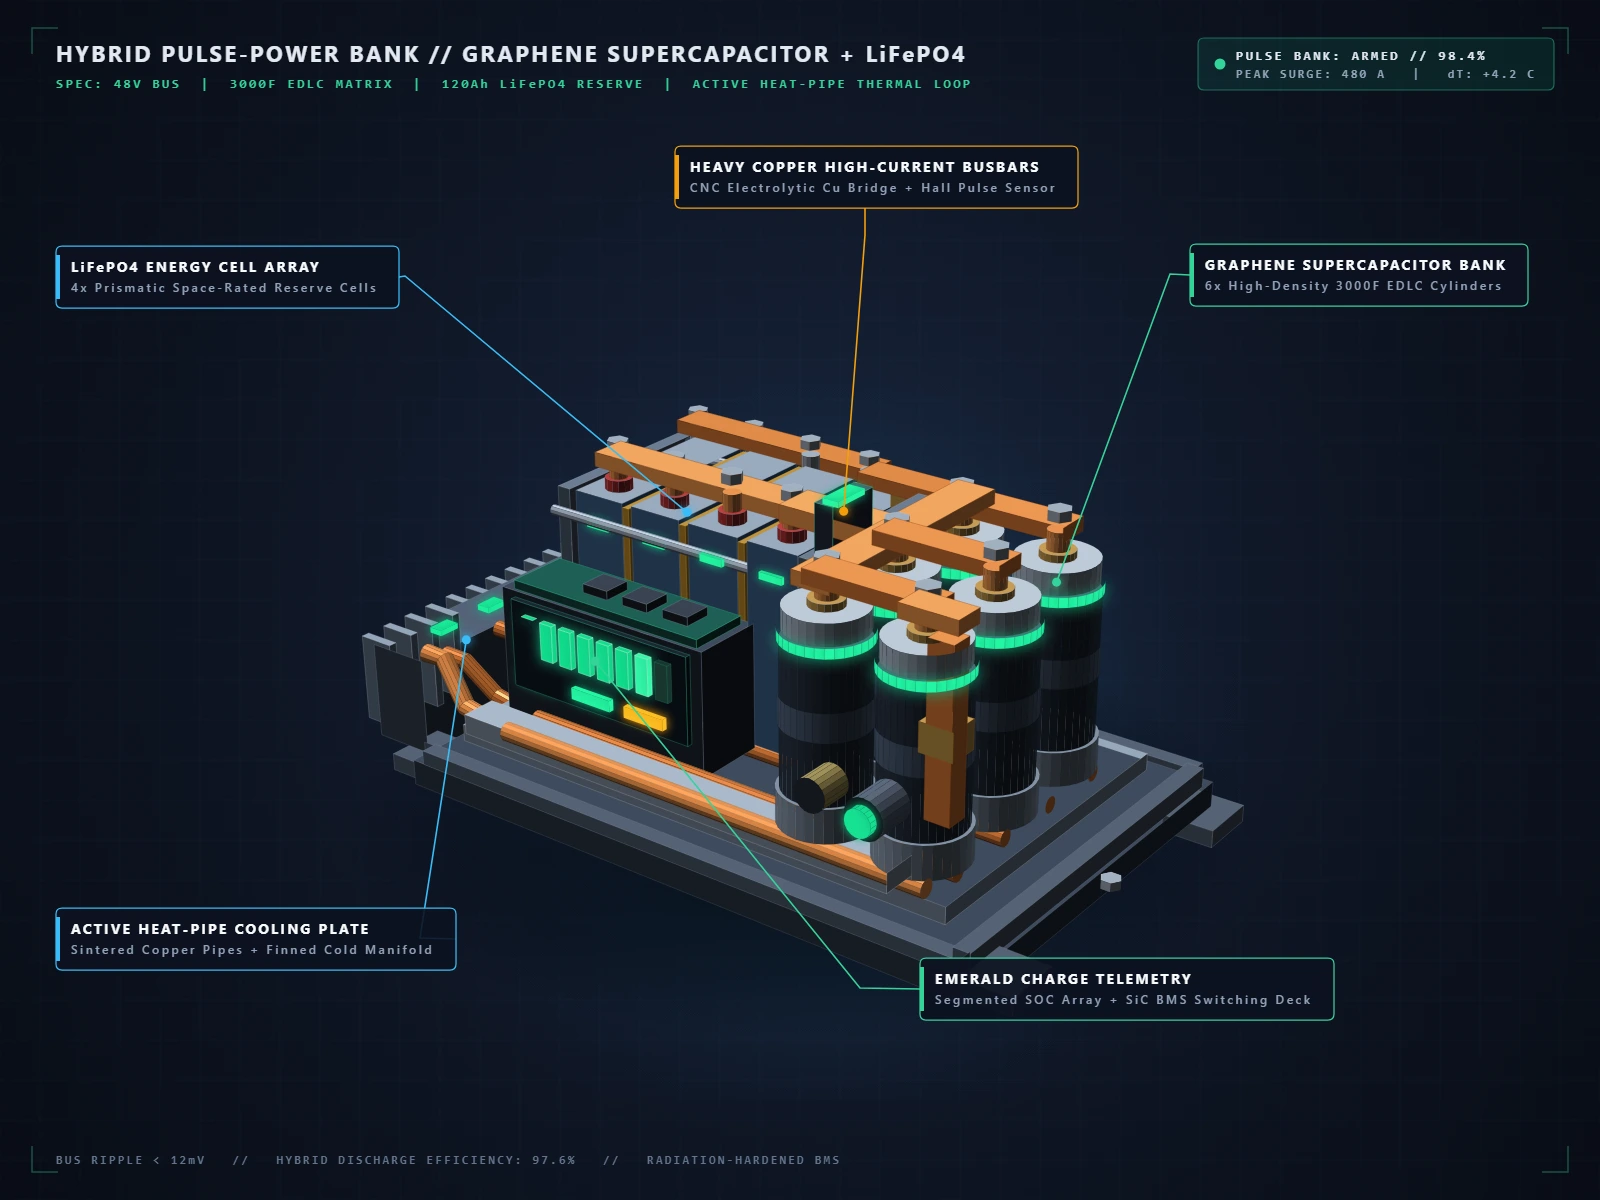 HYBRID PULSE-POWER BANK // GRAPHENE SUPERCAPACITOR + LiFePO4
SPEC: 48V BUS | 3000F EDLC MATRIX | 120Ah LiFePO4 RESERVE | ACTIVE HEAT-PIPE THERMAL LOOP
PULSE BANK: ARMED // 98.4%
PEAK SURGE: 480 A | dT: +4.2 C
HEAVY COPPER HIGH-CURRENT BUSBARS
CNC Electrolytic Cu Bridge + Hall Pulse Sensor
LiFePO4 ENERGY CELL ARRAY
4x Prismatic Space-Rated Reserve Cells
GRAPHENE SUPERCAPACITOR BANK
6x High-Density 3000F EDLC Cylinders
ACTIVE HEAT-PIPE COOLING PLATE
Sintered Copper Pipes + Finned Cold Manifold
EMERALD CHARGE TELEMETRY
Segmented SOC Array + SiC BMS Switching Deck
BUS RIPPLE < 12mV // HYBRID DISCHARGE EFFICIENCY: 97.6% // RADIATION-HARDENED BMS